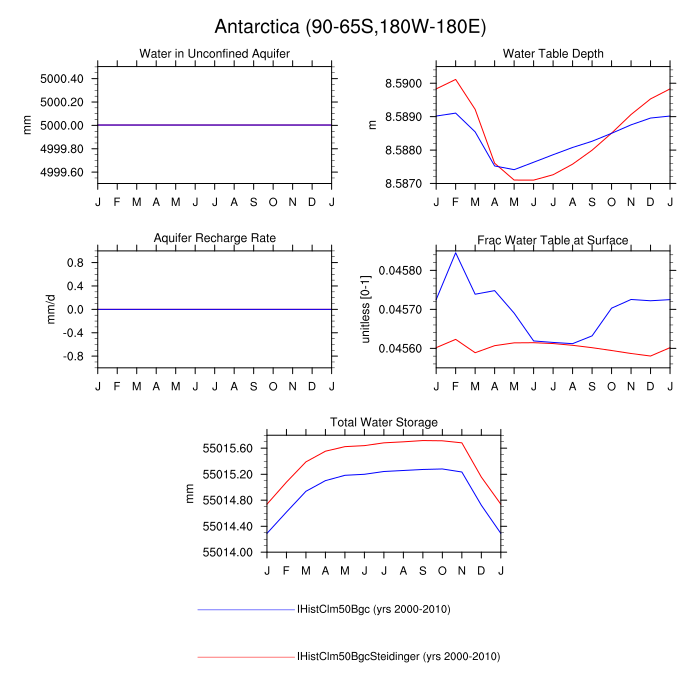 Antarctica (90-65S,180W-180E)
Water in Unconfined Aquifer
mm
5000.40
5000.20
5000.00
4999.80
4999.60
J F M A M J J A S O N D J
Water Table Depth
m
8.5900
8.5890
8.5880
8.5870
J F M A M J J A S O N D J
Aquifer Recharge Rate
mm/d
0.8
0.4
0.0
-0.4
-0.8
J F M A M J J A S O N D J
Frac Water Table at Surface
unitless [0-1]
0.04580
0.04570
0.04560
J F M A M J J A S O N D J
Total Water Storage
mm
55015.60
55015.20
55014.80
55014.40
55014.00
J F M A M J J A S O N D J
IHistClm50Bgc (yrs 2000-2010)
IHistClm50BgcSteidinger (yrs 2000-2010)